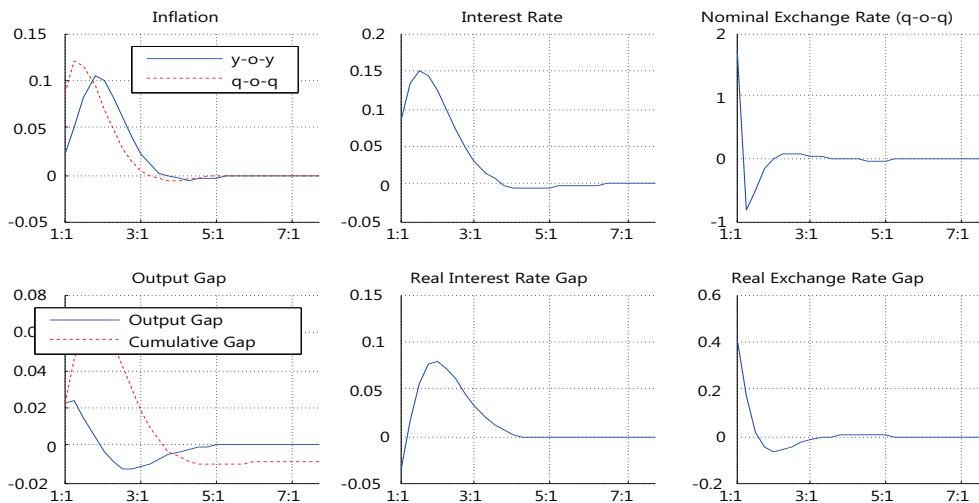 Inflation
0.15
0.10
0.05
0
-0.05
1:1 3:1 5:1 7:1
y-o-y
q-o-q
Interest Rate
0.2
0.15
0.10
0.05
0
-0.05
1:1 3:1 5:1 7:1
Nominal Exchange Rate (q-o-q)
2
1
0
-1
1:1 3:1 5:1 7:1
Output Gap
0.08
0.04
0.02
0
-0.02
1:1 3:1 5:1 7:1
Output Gap
Cumulative Gap
Real Interest Rate Gap
0.15
0.10
0.05
0
-0.05
1:1 3:1 5:1 7:1
Real Exchange Rate Gap
0.6
0.4
0.2
0
-0.2
1:1 3:1 5:1 7:1